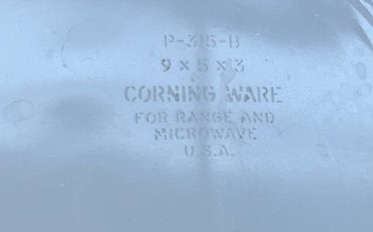 P-315-B
9 x 5 x 3
CORNING WARE
FOR RANGE AND
MICROWAVE
U.S.A.